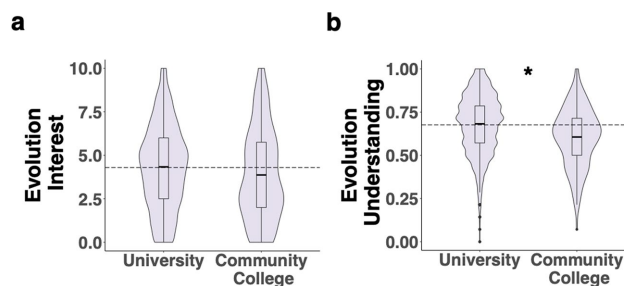 a
Evolution
Interest
10.0
7.5
5.0
2.5
0.0
University
Community
College
b
Evolution
Understanding
*
1.00
0.75
0.50
0.25
0.00
University
Community
College